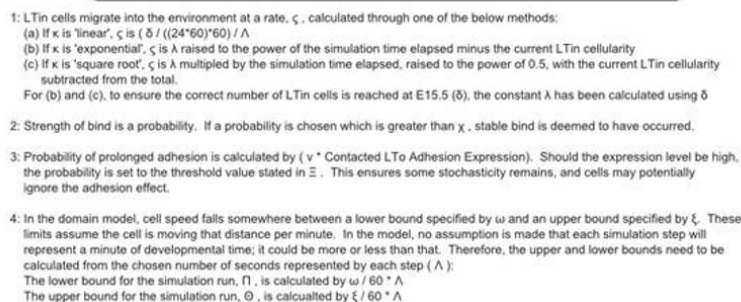 1: LTin cells migrate into the environment at a rate, ς , calculated through one of the below methods:
(a) If κ is 'linear', ς is ( δ / ((24*60)*60) / Λ
(b) If κ is 'exponential', ς is λ raised to the power of the simulation time elapsed minus the current LTin cellularity
(c) If κ is 'square root', ς is λ multipled by the simulation time elapsed, raised to the power of 0.5, with the current LTin cellularity
subtracted from the total.
For (b) and (c), to ensure the correct number of LTin cells is reached at E15.5 (δ), the constant λ has been calculated using δ
2: Strength of bind is a probability. If a probability is chosen which is greater than χ , stable bind is deemed to have occurred.
3: Probability of prolonged adhesion is calculated by ( ν * Contacted LTo Adhesion Expression). Should the expression level be high,
the probability is set to the threshold value stated in Ξ . This ensures some stochasticity remains, and cells may potentially
ignore the adhesion effect.
4: In the domain model, cell speed falls somewhere between a lower bound specified by ω and an upper bound specified by ξ. These
limits assume the cell is moving that distance per minute. In the model, no assumption is made that each simulation step will
represent a minute of developmental time; it could be more or less than that. Therefore, the upper and lower bounds need to be
calculated from the chosen number of seconds represented by each step ( Λ ):
The lower bound for the simulation run, Π , is calculated by ω / 60 * Λ
The upper bound for the simulation run, Θ , is calcualted by ξ / 60 * Λ